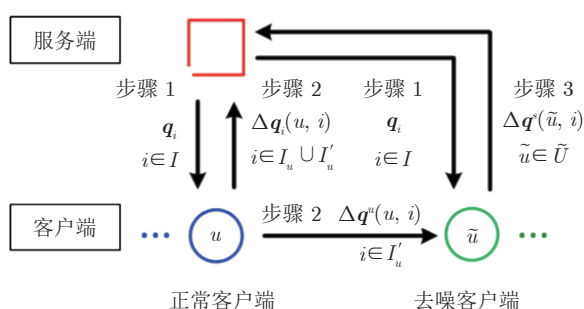 服务端
步骤 1
步骤 2
步骤 1
步骤 3
q_i
Δq_i(u, i)
q_i
Δq^s(ũ, i)
i∈I
i∈I_u∪I'_u
i∈I
ũ∈Ũ
客户端
步骤 2 Δq^u(u, i)
··· u
ũ ···
i∈I'_u
正常客户端
去噪客户端